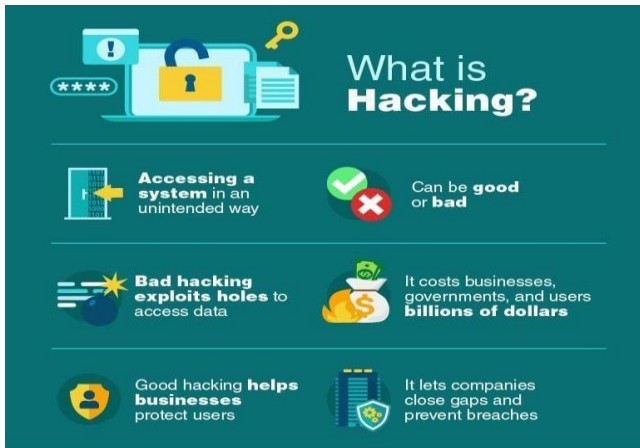 ****
What is
Hacking?
Accessing a
system in an
unintended way
Can be good
or bad
Bad hacking
exploits holes to
access data
It costs businesses,
governments, and users
billions of dollars
Good hacking helps
businesses
protect users
It lets companies
close gaps and
prevent breaches